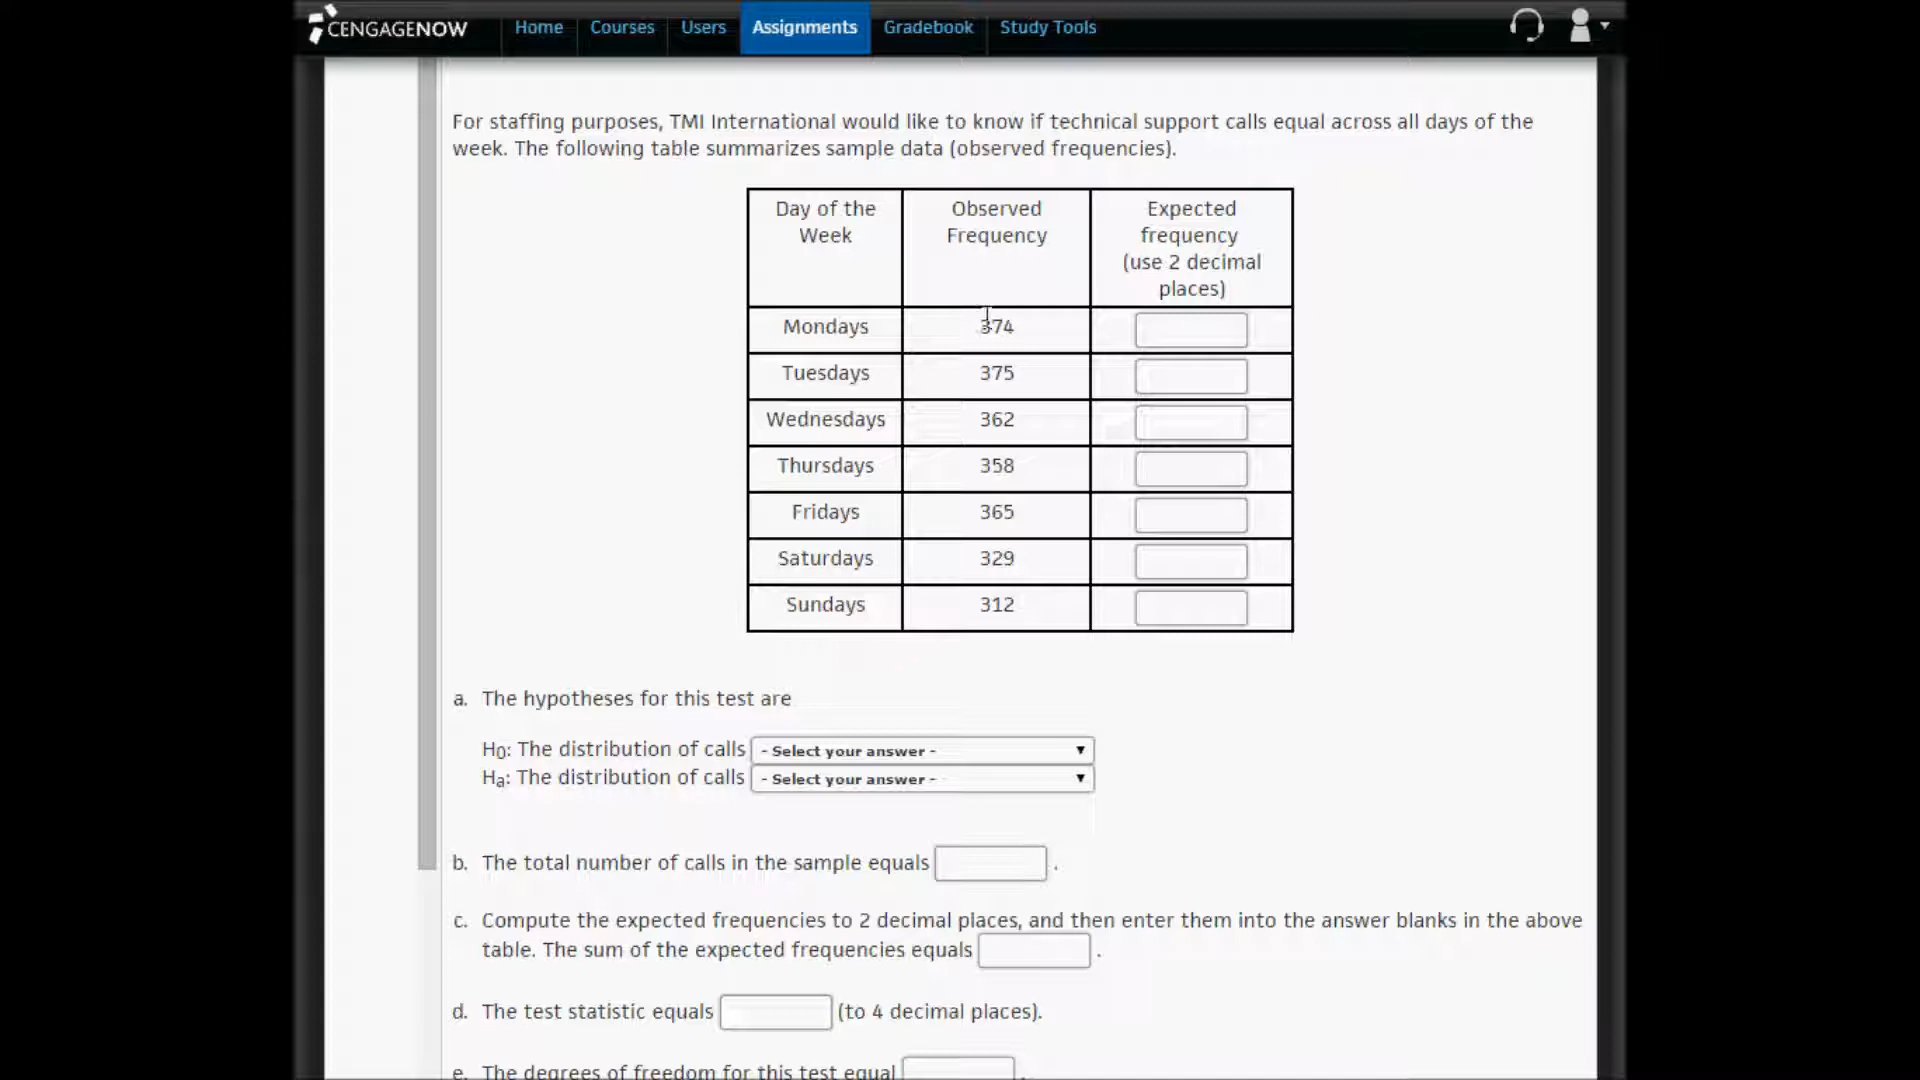 CENGAGENOW Home Courses Users Assignments Gradebook Study Tools
For staffing purposes, TMI International would like to know if technical support calls equal across all days of the
week. The following table summarizes sample data (observed frequencies).
Day of the Week Observed Frequency Expected frequency (use 2 decimal places)
Mondays 374
Tuesdays 375
Wednesdays 362
Thursdays 358
Fridays 365
Saturdays 329
Sundays 312
a. The hypotheses for this test are
H0: The distribution of calls - Select your answer -
Ha: The distribution of calls - Select your answer -
b. The total number of calls in the sample equals .
c. Compute the expected frequencies to 2 decimal places, and then enter them into the answer blanks in the above
table. The sum of the expected frequencies equals .
d. The test statistic equals (to 4 decimal places).
e. The degrees of freedom for this test equal .